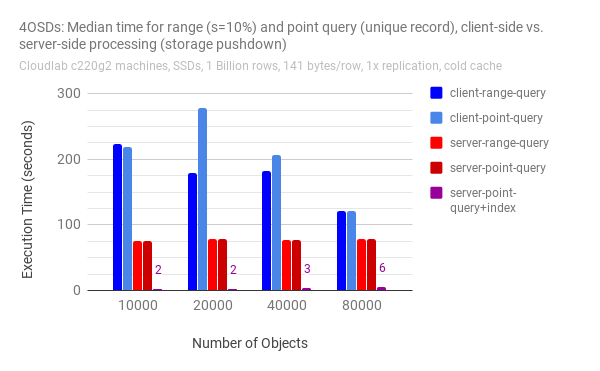 4OSDs: Median time for range (s=10%) and point query (unique record), client-side vs.
server-side processing (storage pushdown)
Cloudlab c220g2 machines, SSDs, 1 Billion rows, 141 bytes/row, 1x replication, cold cache
300
200
100
0
Execution Time (seconds)
2
2
3
6
10000
20000
40000
80000
Number of Objects
client-range-query
client-point-query
server-range-query
server-point-query
server-point-
query+index